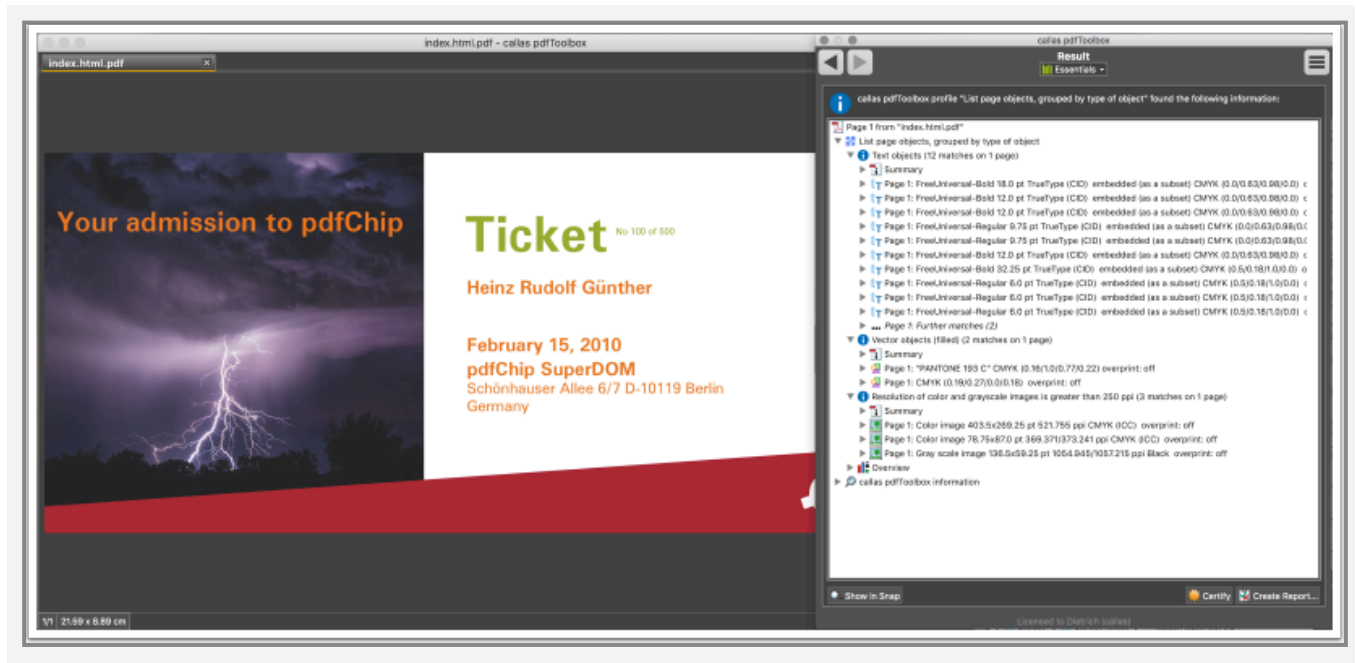 index.html.pdf - callas pdfToolbox
index.html.pdf
Your admission to pdfChip
Ticket No 100 of 500
Heinz Rudolf Günther
February 15, 2010
pdfChip SuperDOM
Schönhauser Allee 6/7 D-10119 Berlin
Germany
1/1 21.59 x 8.89 cm
callas pdfToolbox
Result
Essentials
callas pdfToolbox profile "List page objects, grouped by type of object" found the following information:
Page 1 from "index.html.pdf"
List page objects, grouped by type of object
Text objects (12 matches on 1 page)
Summary
Page 1: FreeUniversal-Bold 18.0 pt TrueType (CID) embedded (as a subset) CMYK (0.0/0.63/0.98/0.0) c
Page 1: FreeUniversal-Bold 12.0 pt TrueType (CID) embedded (as a subset) CMYK (0.0/0.63/0.98/0.0) c
Page 1: FreeUniversal-Bold 12.0 pt TrueType (CID) embedded (as a subset) CMYK (0.0/0.63/0.98/0.0) c
Page 1: FreeUniversal-Regular 9.75 pt TrueType (CID) embedded (as a subset) CMYK (0.0/0.63/0.98/0.0
Page 1: FreeUniversal-Regular 9.75 pt TrueType (CID) embedded (as a subset) CMYK (0.0/0.63/0.98/0.0
Page 1: FreeUniversal-Bold 12.0 pt TrueType (CID) embedded (as a subset) CMYK (0.0/0.63/0.98/0.0) c
Page 1: FreeUniversal-Bold 32.25 pt TrueType (CID) embedded (as a subset) CMYK (0.5/0.18/1.0/0.0) o
Page 1: FreeUniversal-Regular 6.0 pt TrueType (CID) embedded (as a subset) CMYK (0.5/0.18/1.0/0.0) c
Page 1: FreeUniversal-Regular 6.0 pt TrueType (CID) embedded (as a subset) CMYK (0.5/0.18/1.0/0.0) c
Page 1: FreeUniversal-Regular 6.0 pt TrueType (CID) embedded (as a subset) CMYK (0.5/0.18/1.0/0.0) c
Page 1: Further matches (2)
Vector objects (filled) (2 matches on 1 page)
Summary
Page 1: "PANTONE 193 C" CMYK (0.16/1.0/0.77/0.22) overprint: off
Page 1: CMYK (0.19/0.27/0.0/0.18) overprint: off
Resolution of color and grayscale images is greater than 250 ppi (3 matches on 1 page)
Summary
Page 1: Color image 403.5x269.25 pt 521.755 ppi CMYK (ICC) overprint: off
Page 1: Color image 78.75x87.0 pt 369.371/373.241 ppi CMYK (ICC) overprint: off
Page 1: Gray scale image 136.5x59.25 pt 1054.945/1057.215 ppi Black overprint: off
Overview
callas pdfToolbox information
Show in Snap
Certify
Create Report...
Licensed to Dietrich (callas)